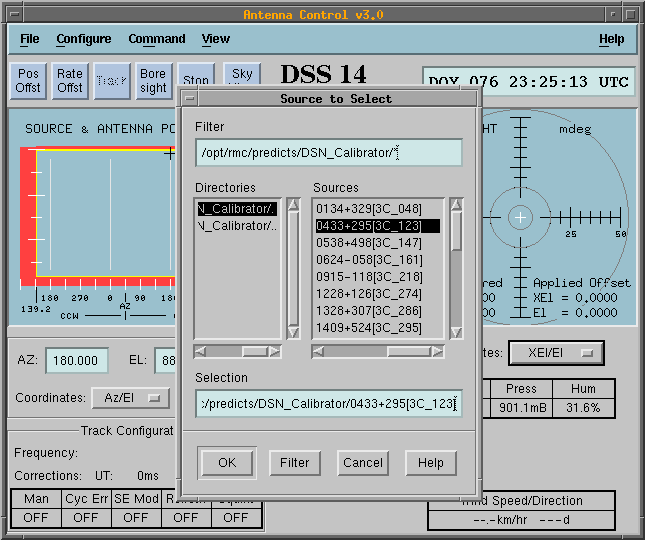 Antenna Control v3.0
File Configure Command View Help
Pos Offst Rate Offst Track Bore sight Stop Sky
DSS 14
DOY 076 23:25:13 UTC
Source to Select
SOURCE & ANTENNA PO
HT mdeg
Filter
/opt/rmc/predicts/DSN_Calibrator/*
Directories Sources
N_Calibrator/.
N_Calibrator/..
0134+329[3C_048]
0433+295[3C_123]
0538+498[3C_147]
0624-058[3C_161]
0915-118[3C_218]
1228+126[3C_274]
1328+307[3C_286]
1409+524[3C_295]
25 50
red Applied Offset
00 XEl = 0.0000
00 El = 0.0000
180 270 0 90 180
139.2 AZ
CCW
AZ: 180.000 EL: 88
tes: XEl/El
Coordinates: Az/El
Selection
:/predicts/DSN_Calibrator/0433+295[3C_123]
Press Hum
901.1mB 31.6%
Track Configurat
Frequency:
Corrections: UT: 0ms
OK Filter Cancel Help
Man Cyc Err SE Mod
OFF OFF OFF OFF OFF
Wind Speed/Direction
--.-km/hr ---d